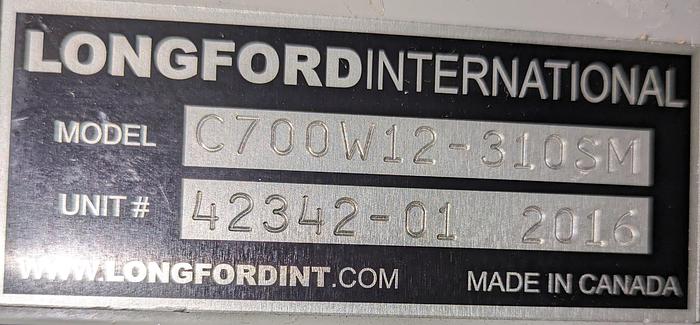 LONGFORDINTERNATIONAL
MODEL C700W12-310SM
UNIT # 42342-01 2016
WWW.LONGFORDINT.COM MADE IN CANADA